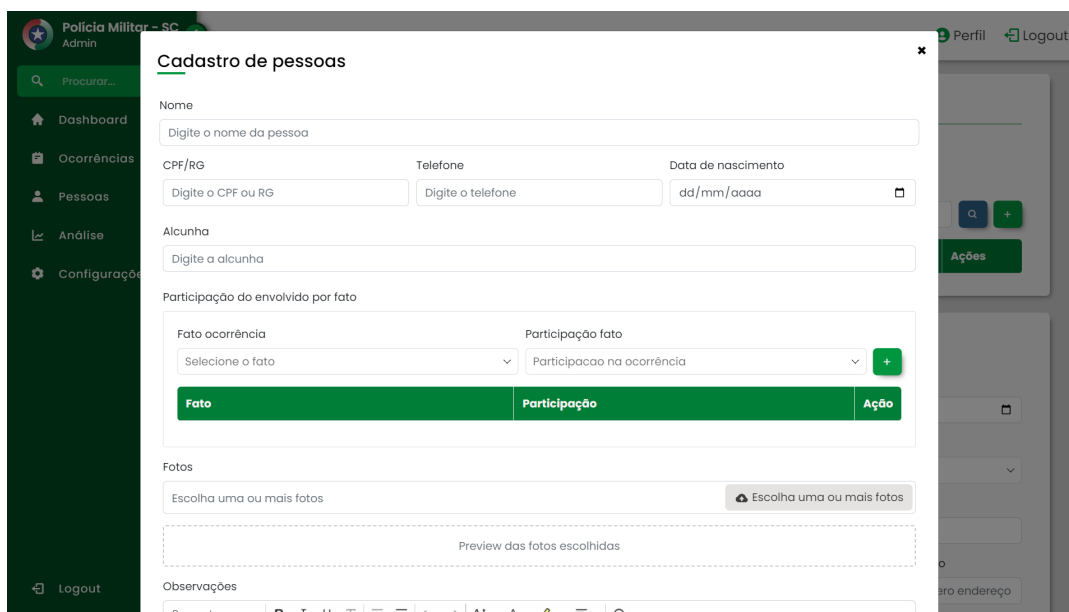 Polícia Militar - SC
Admin
Perfil
Logout
Procurar...
Dashboard
Ocorrências
Pessoas
Análise
Configuraçõe
Logout
Cadastro de pessoas
Nome
Digite o nome da pessoa
CPF/RG Telefone Data de nascimento
Digite o CPF ou RG Digite o telefone dd/mm/aaaa
Alcunha
Digite a alcunha
Participação do envolvido por fato
Fato ocorrência Participação fato
Selecione o fato Participacao na ocorrência +
Fato Participação Ação
Fotos
Escolha uma ou mais fotos Escolha uma ou mais fotos
Preview das fotos escolhidas
Observações
+
Ações
o
ero endereço